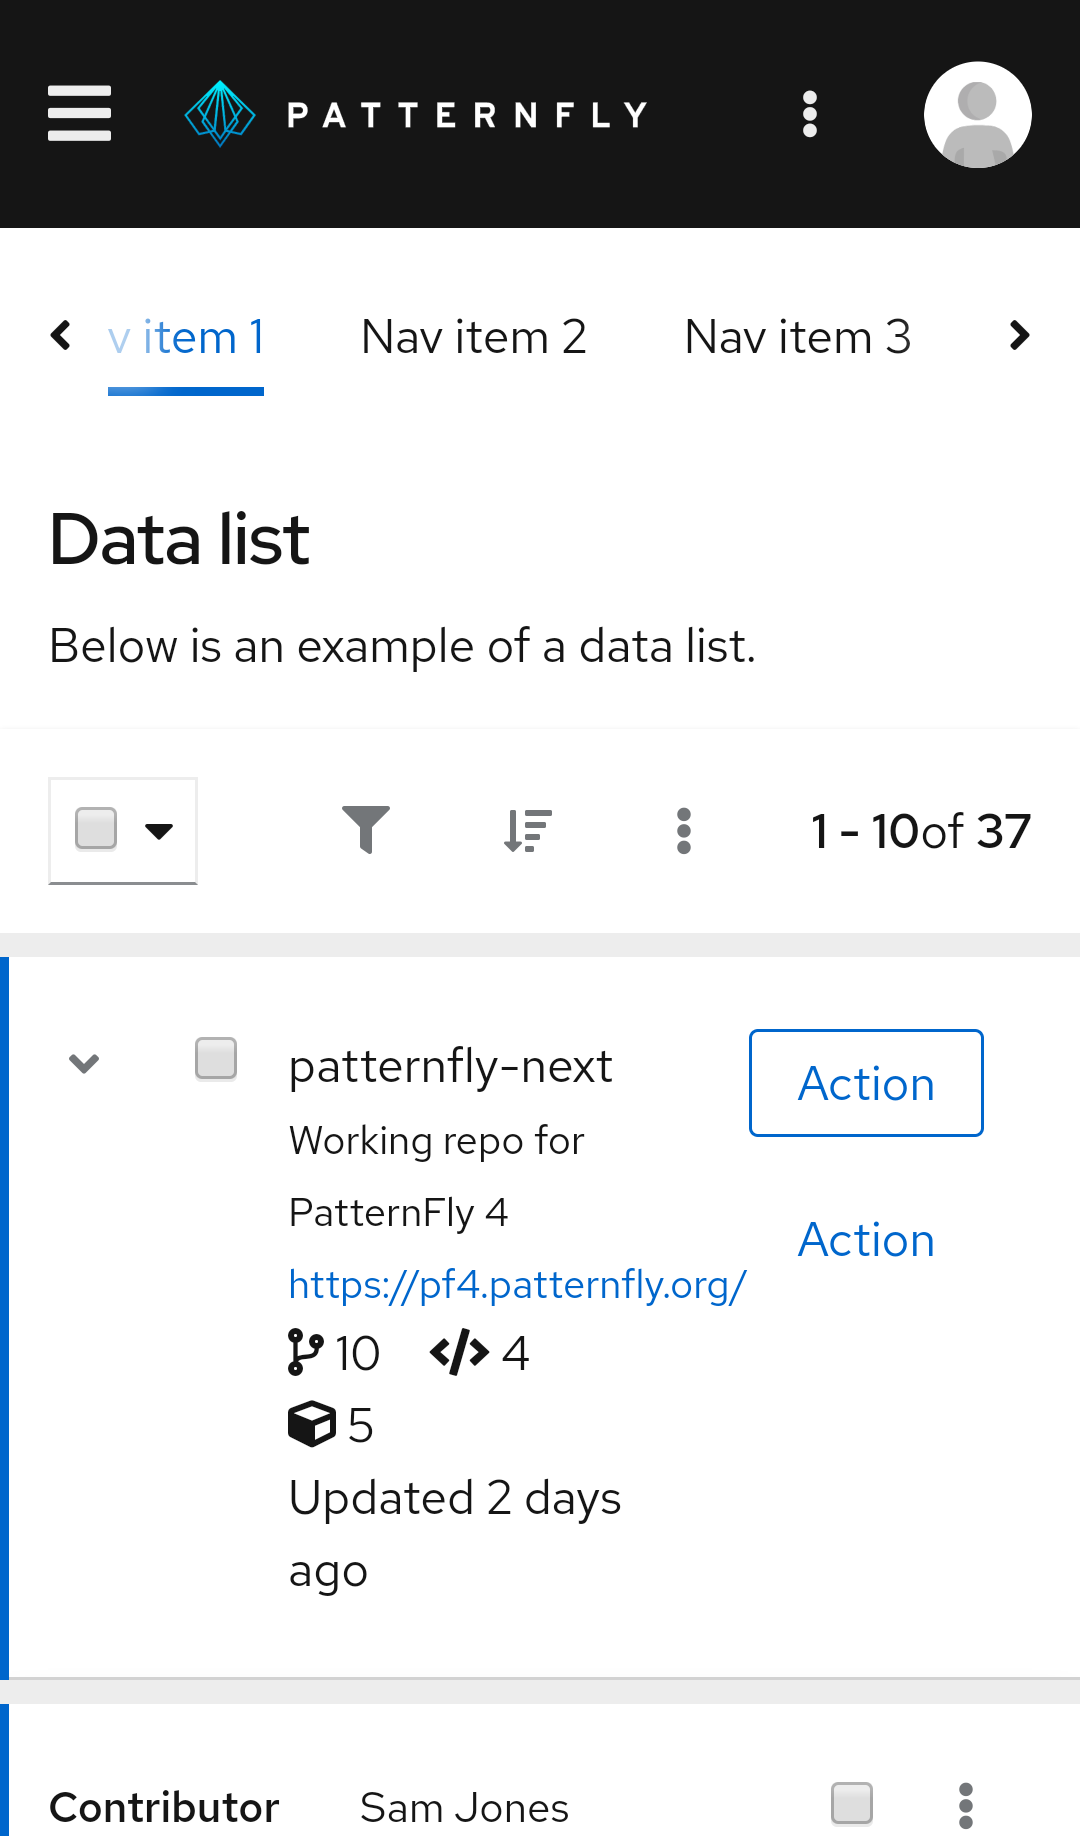 PATTERNFLY
v item 1 Nav item 2 Nav item 3
Data list
Below is an example of a data list.
1 - 10of 37
patternfly-next
Action
Working repo for
PatternFly 4
Action
https://pf4.patternfly.org/
10 4
5
Updated 2 days
ago
Contributor Sam Jones